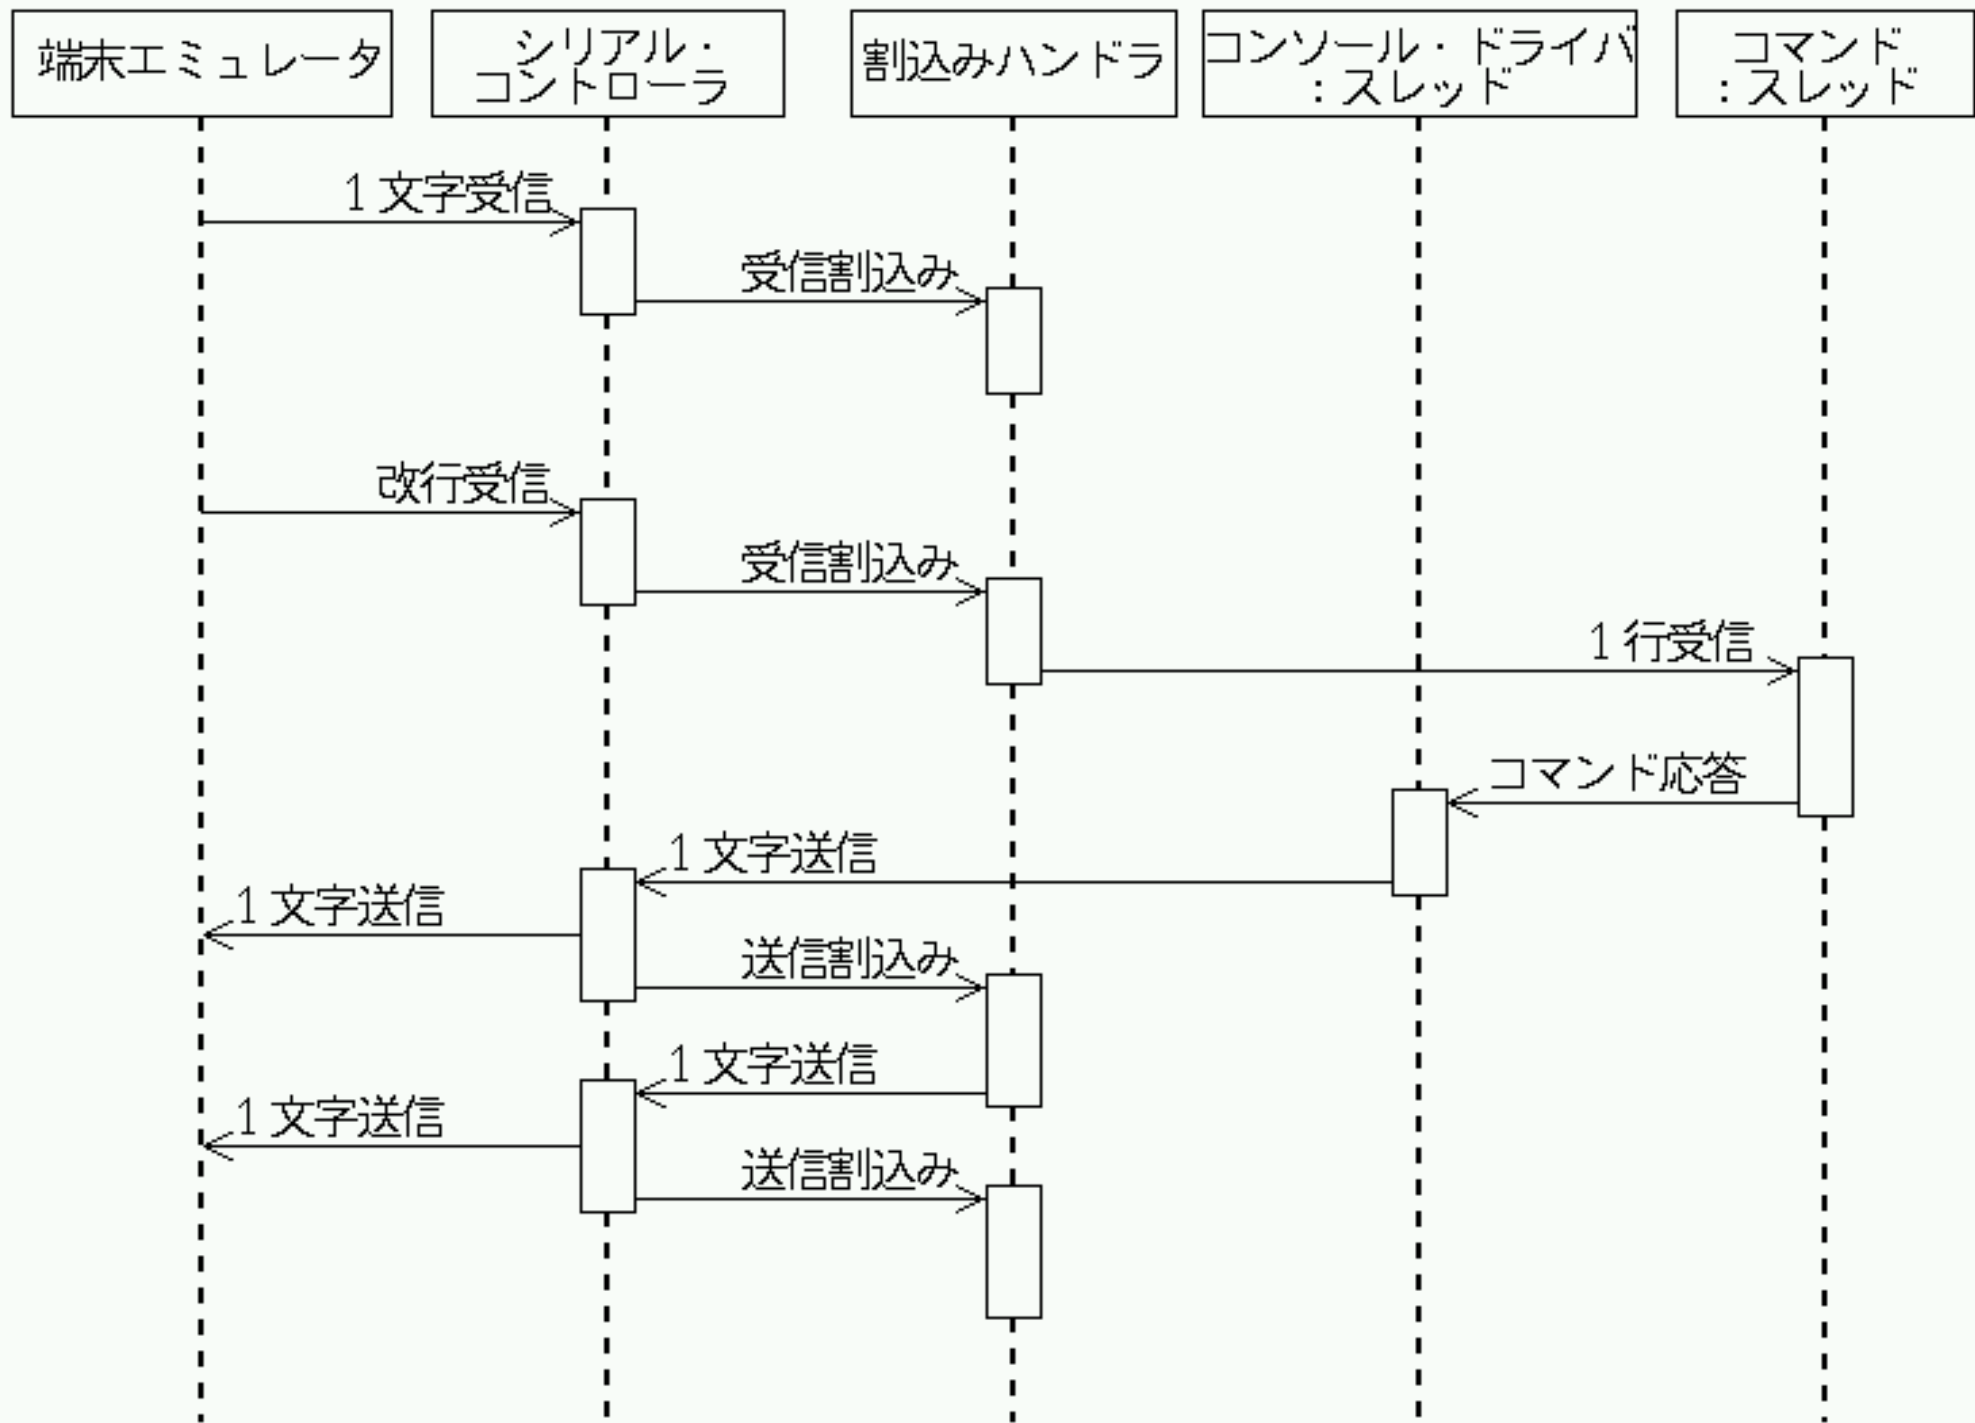 端末エミュレータ
シリアル・
コントローラ
割込みハンドラ
コンソール・ドライバ
:スレッド
コマンド
:スレッド
1 文字受信
受信割込み
改行受信
受信割込み
1 行受信
コマンド応答
1 文字送信
1 文字送信
送信割込み
1 文字送信
1 文字送信
送信割込み